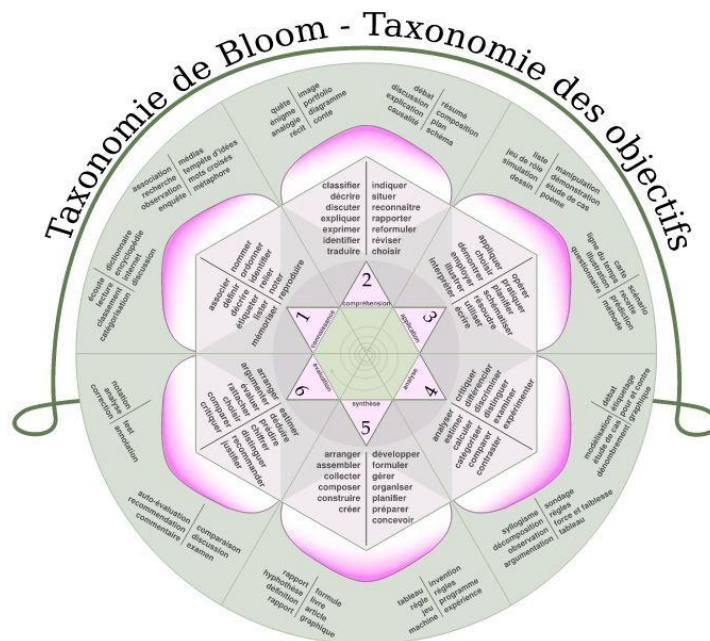 Taxonomie de Bloom - Taxonomie des objectifs
quête | image
énigme | portfolio
analogie | diagramme
récit | conte
débat | résumé
discussion | composition
explication | plan
causalité | schéma
association | médias
recherche | tempête d'idées
observation | mots croisés
enquête | métaphore
liste | manipulation
jeu de rôle | démonstration
simulation | étude de cas
dessin | poème
écoute | dictionnaire
lecture | encyclopédie
classement | internet
catégorisation | discussion
carte | scénario
ligne du temps | recette
illustration | prédiction
questionnaire | méthode
classifier | indiquer
décrire | situer
discuter | reconnaître
expliquer | rapporter
exprimer | reformuler
identifier | réviser
traduire | choisir
2
compréhension
associer | nommer
définir | ordonner
décrire | identifier
étiqueter | relier
lister | noter
mémoriser | reproduire
1
connaissance
appliquer | opérer
choisir | pratiquer
démontrer | planifier
employer | schématiser
illustrer | résoudre
interpréter | utiliser
écrire
3
application
6
évaluation
arranger | estimer
argumenter | déduire
évaluer | prédire
rattacher | chiffrer
choisir | distinguer
comparer | recommander
critiquer | justifier
4
analyse
analyser | critiquer
estimer | différencier
calculer | discriminer
catégoriser | distinguer
comparer | examiner
contraster | expérimenter
synthèse
5
arranger | développer
assembler | formuler
collecter | gérer
composer | organiser
construire | planifier
créer | préparer
concevoir
notation | test
analyse | annotation
correction
débat | étiquetage
modélisation | pour et contre
étude de cas | graphique
dénombrement
auto-évaluation | comparaison
recommendation | discussion
commentaire | examen
syllogisme | sondage
décomposition | règles
observation | force et faiblesse
argumentation | tableau
rapport | formule
hyphothèse | livre
définition | article
rapport | graphique
tableau | invention
règle | règles
jeu | programme
machine | expérience